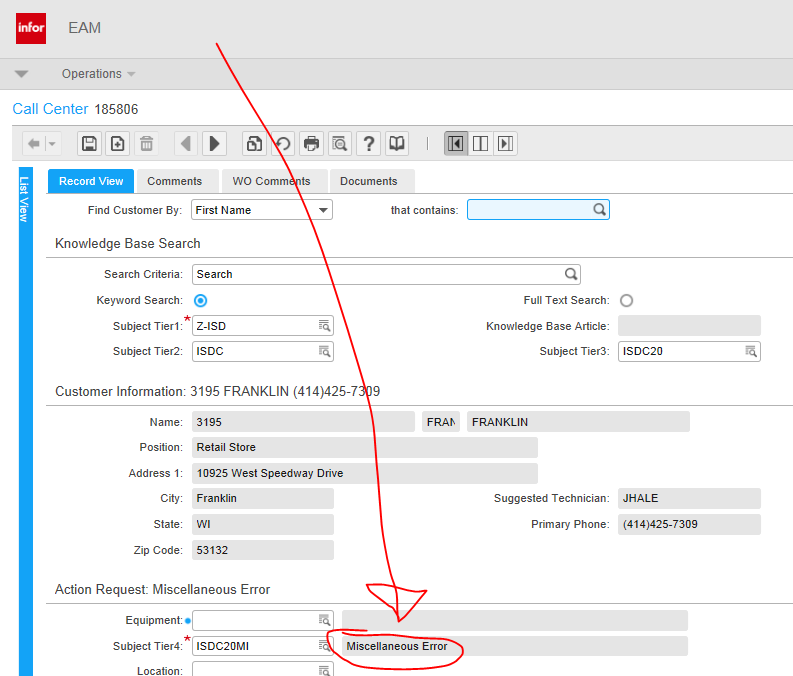 infor EAM
Operations
Call Center 185806
Record View Comments WO Comments Documents
List View
Find Customer By: First Name that contains:
Knowledge Base Search
Search Criteria: Search
Keyword Search: Full Text Search:
Subject Tier1: * Z-ISD Knowledge Base Article:
Subject Tier2: ISDC Subject Tier3: ISDC20
Customer Information: 3195 FRANKLIN (414)425-7309
Name: 3195 FRAN FRANKLIN
Position: Retail Store
Address 1: 10925 West Speedway Drive
City: Franklin Suggested Technician: JHALE
State: WI Primary Phone: (414)425-7309
Zip Code: 53132
Action Request: Miscellaneous Error
Equipment:
Subject Tier4: * ISDC20MI Miscellaneous Error
Location: